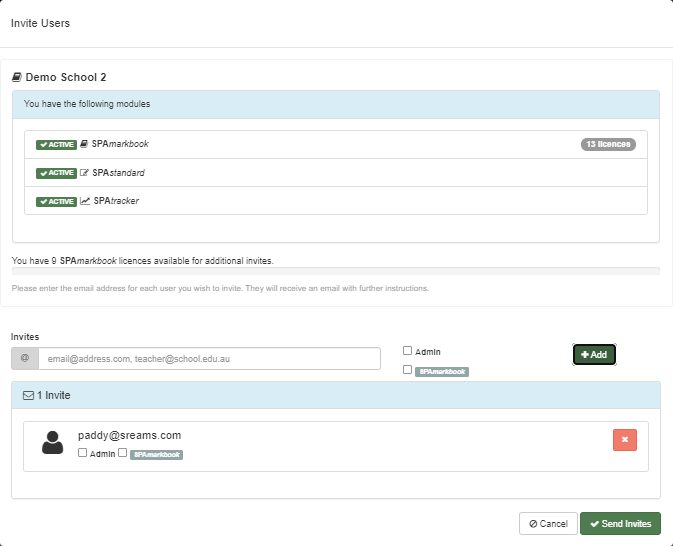 Invite Users
Demo School 2
You have the following modules
ACTIVE SPAmarkbook 13 licences
ACTIVE SPAstandard
ACTIVE SPAtracker
You have 9 SPAmarkbook licences available for additional invites.
Please enter the email address for each user you wish to invite. They will receive an email with further instructions.
Invites
@ email@address.com, teacher@school.edu.au
Admin
SPAmarkbook
Add
1 Invite
paddy@sreams.com
Admin SPAmarkbook
Cancel Send Invites